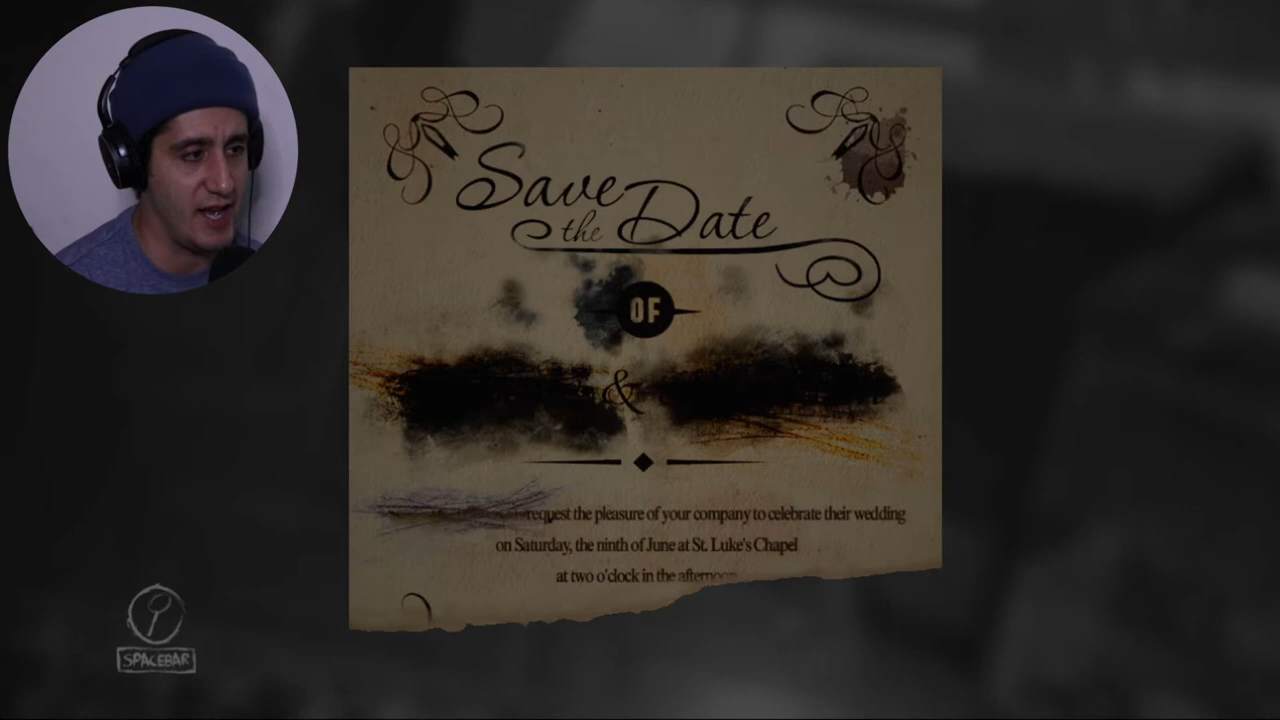 Save
the Date
OF
&
request the pleasure of your company to celebrate their wedding
on Saturday, the ninth of June at St. Luke's Chapel
at two o'clock in the afternoon
SPACEBAR